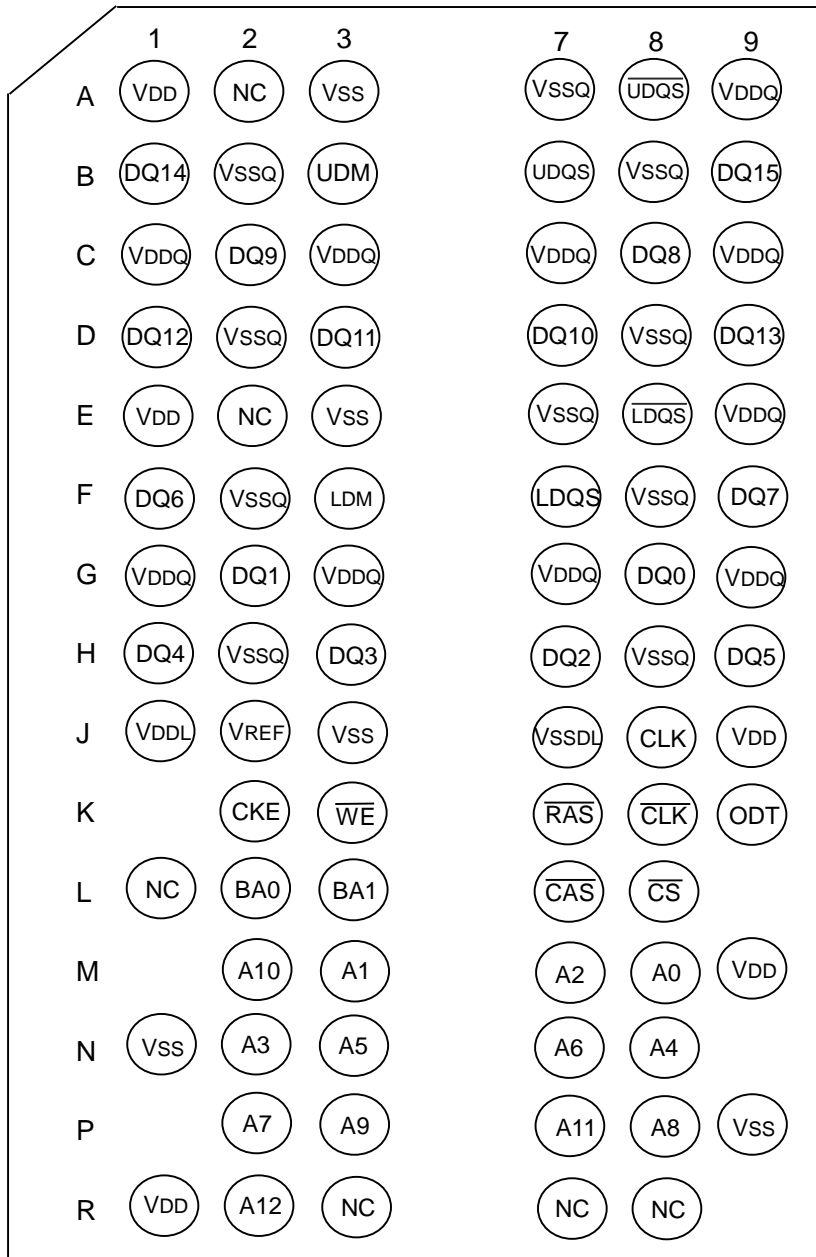 1 2 3 7 8 9
A VDD NC VSS VSSQ UDQS VDDQ
B DQ14 VSSQ UDM UDQS VSSQ DQ15
C VDDQ DQ9 VDDQ VDDQ DQ8 VDDQ
D DQ12 VSSQ DQ11 DQ10 VSSQ DQ13
E VDD NC VSS VSSQ LDQS VDDQ
F DQ6 VSSQ LDM LDQS VSSQ DQ7
G VDDQ DQ1 VDDQ VDDQ DQ0 VDDQ
H DQ4 VSSQ DQ3 DQ2 VSSQ DQ5
J VDDL VREF VSS VSSDL CLK VDD
K CKE WE RAS CLK ODT
L NC BA0 BA1 CAS CS
M A10 A1 A2 A0 VDD
N VSS A3 A5 A6 A4
P A7 A9 A11 A8 VSS
R VDD A12 NC NC NC